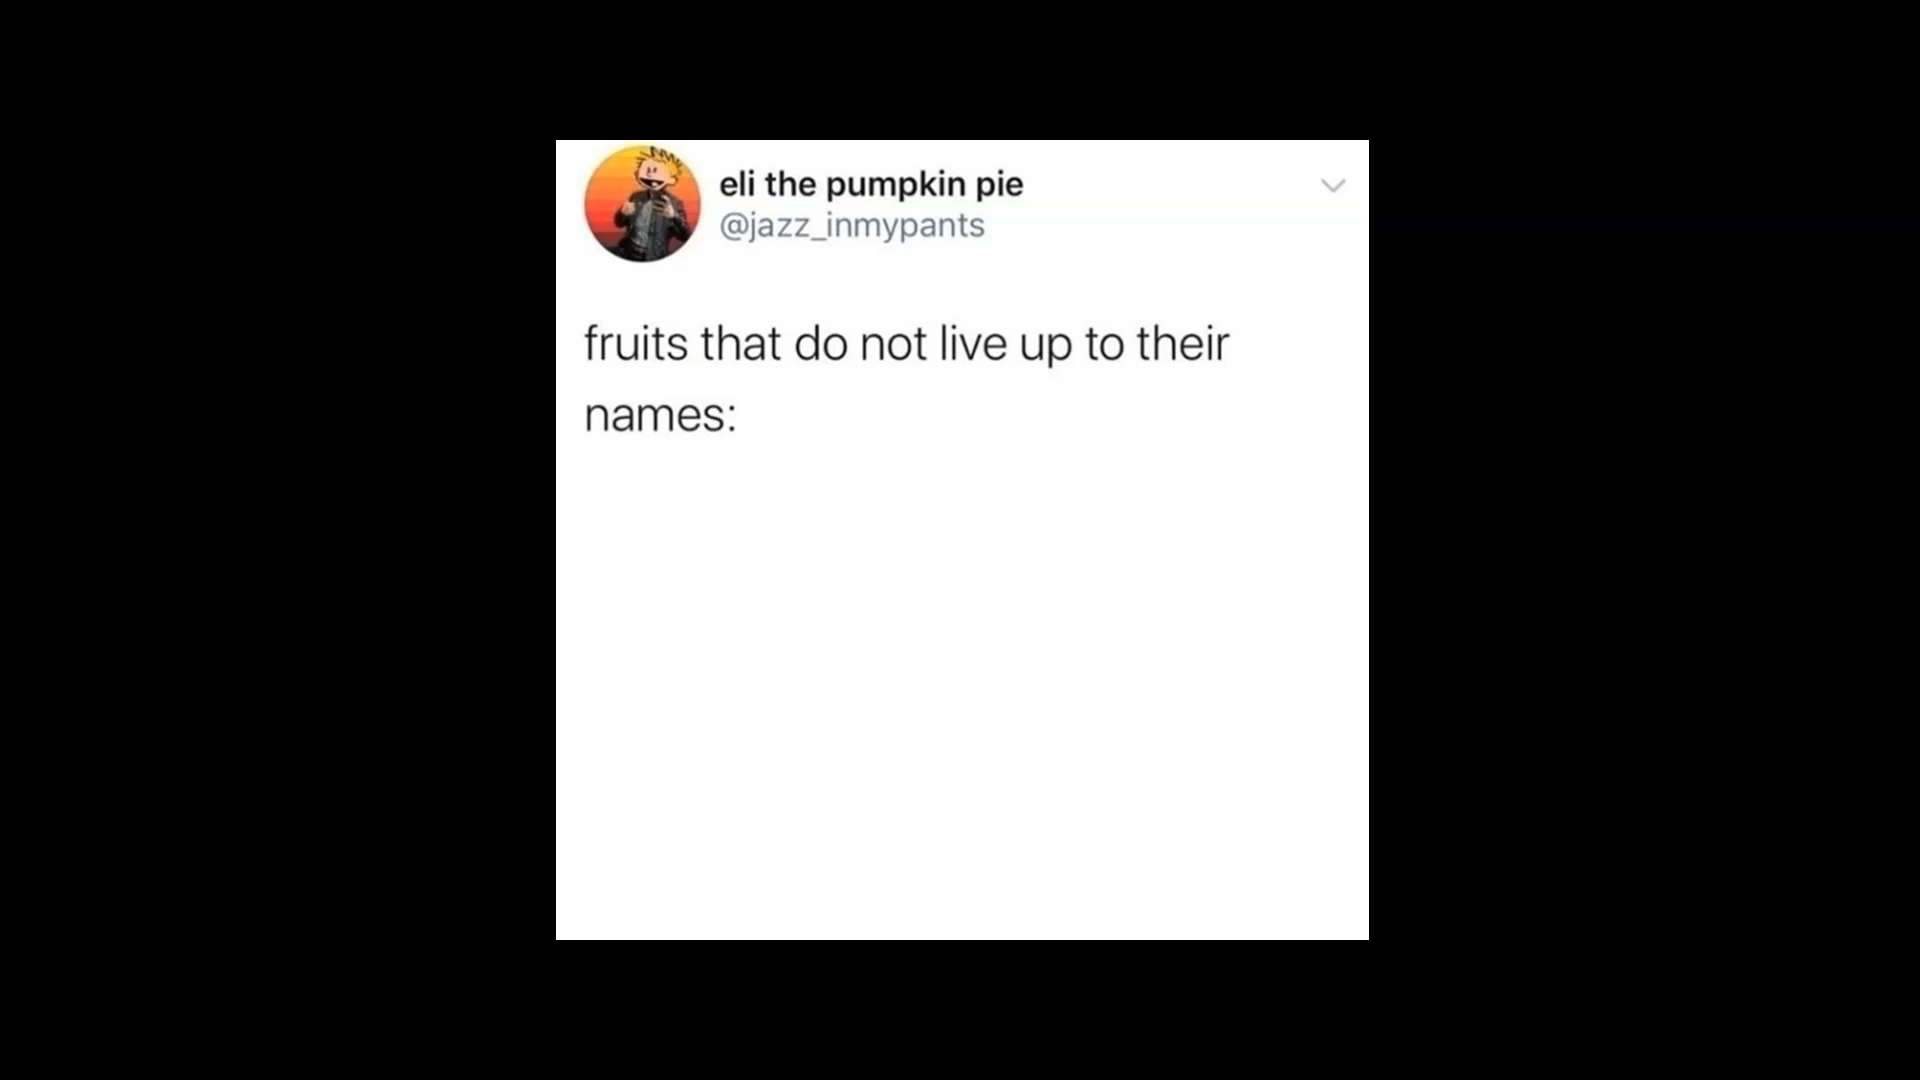 eli the pumpkin pie
@jazz_inmypants
fruits that do not live up to their
names: